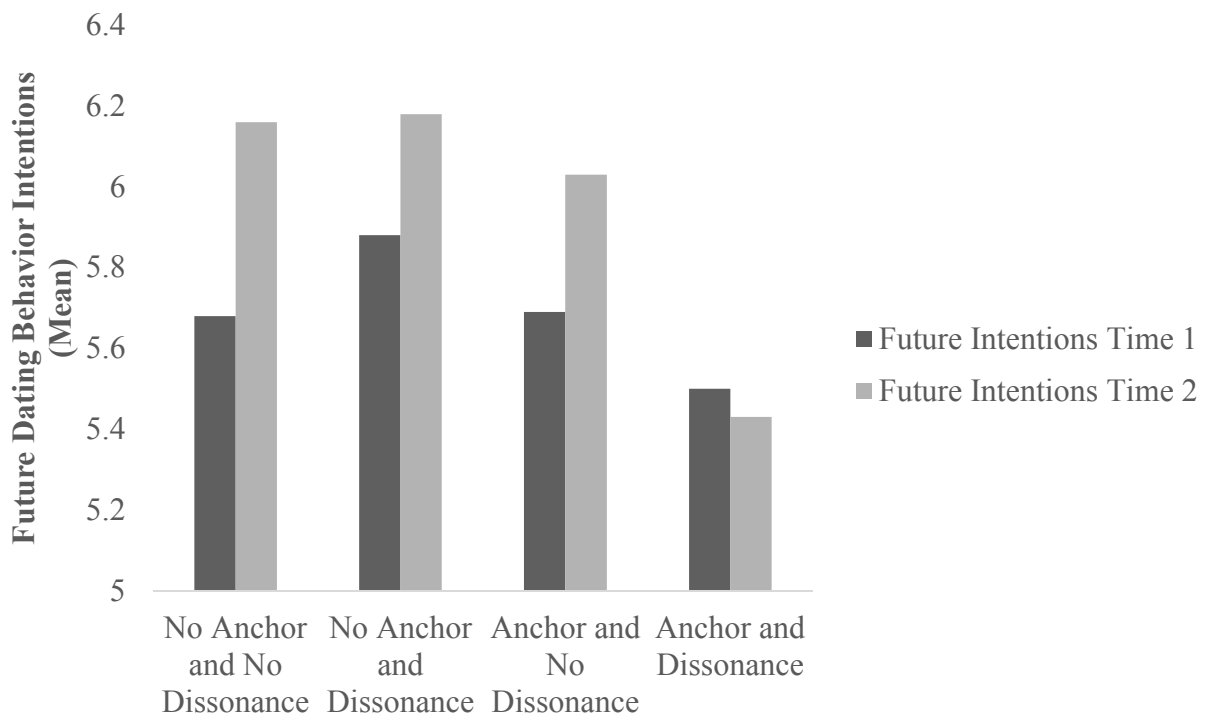 6.4
6.2
6
5.8
5.6
5.4
5.2
5
Future Dating Behavior Intentions
(Mean)
No Anchor
and No
Dissonance
No Anchor
and
Dissonance
Anchor and
No
Dissonance
Anchor and
Dissonance
Future Intentions Time 1
Future Intentions Time 2